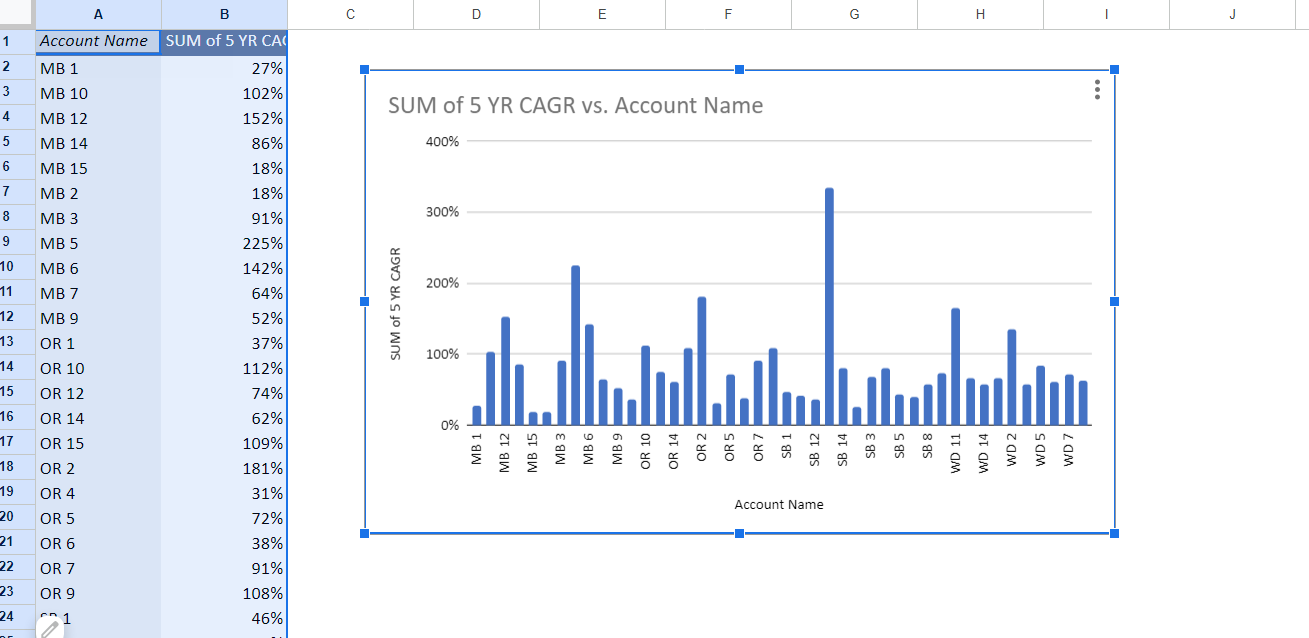 A B C D E F G H I J
1 Account Name SUM of 5 YR CAG
2 MB 1 27%
3 MB 10 102%
4 MB 12 152%
5 MB 14 86%
6 MB 15 18%
7 MB 2 18%
8 MB 3 91%
9 MB 5 225%
10 MB 6 142%
11 MB 7 64%
12 MB 9 52%
13 OR 1 37%
14 OR 10 112%
15 OR 12 74%
16 OR 14 62%
17 OR 15 109%
18 OR 2 181%
19 OR 4 31%
20 OR 5 72%
21 OR 6 38%
22 OR 7 91%
23 OR 9 108%
24 1 46%
SUM of 5 YR CAGR vs. Account Name
400%
300%
200%
100%
0%
SUM of 5 YR CAGR
MB 1 MB 12 MB 15 MB 3 MB 6 MB 9 OR 10 OR 14 OR 2 OR 5 OR 7 SB 1 SB 12 SB 14 SB 3 SB 5 SB 8 WD 11 WD 14 WD 2 WD 5 WD 7
Account Name